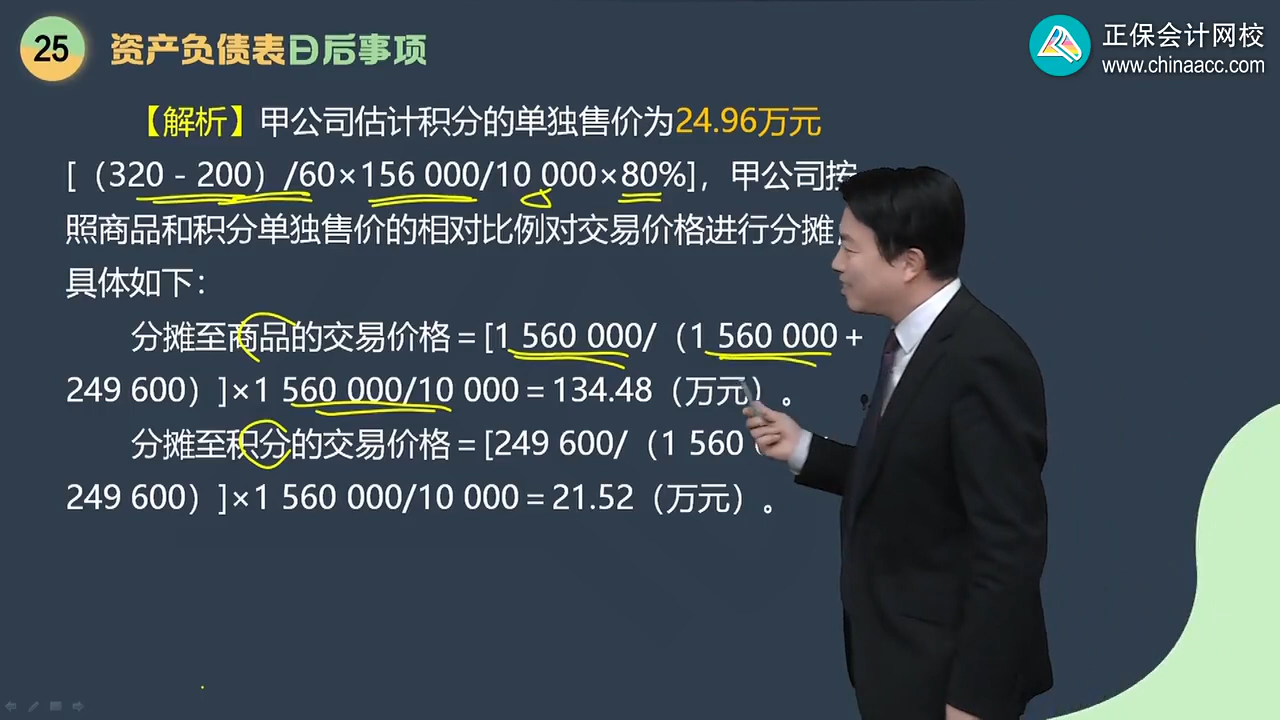 25 资产负债表日后事项
正保会计网校
www.chinaacc.com
【解析】甲公司估计积分的单独售价为24.96万元
[（320－200）/60×156 000/10 000×80%]，甲公司按
照商品和积分单独售价的相对比例对交易价格进行分摊，
具体如下：
分摊至商品的交易价格＝[1 560 000/（1 560 000＋
249 600）]×1 560 000/10 000＝134.48（万元）。
分摊至积分的交易价格＝[249 600/（1 560
249 600）]×1 560 000/10 000＝21.52（万元）。